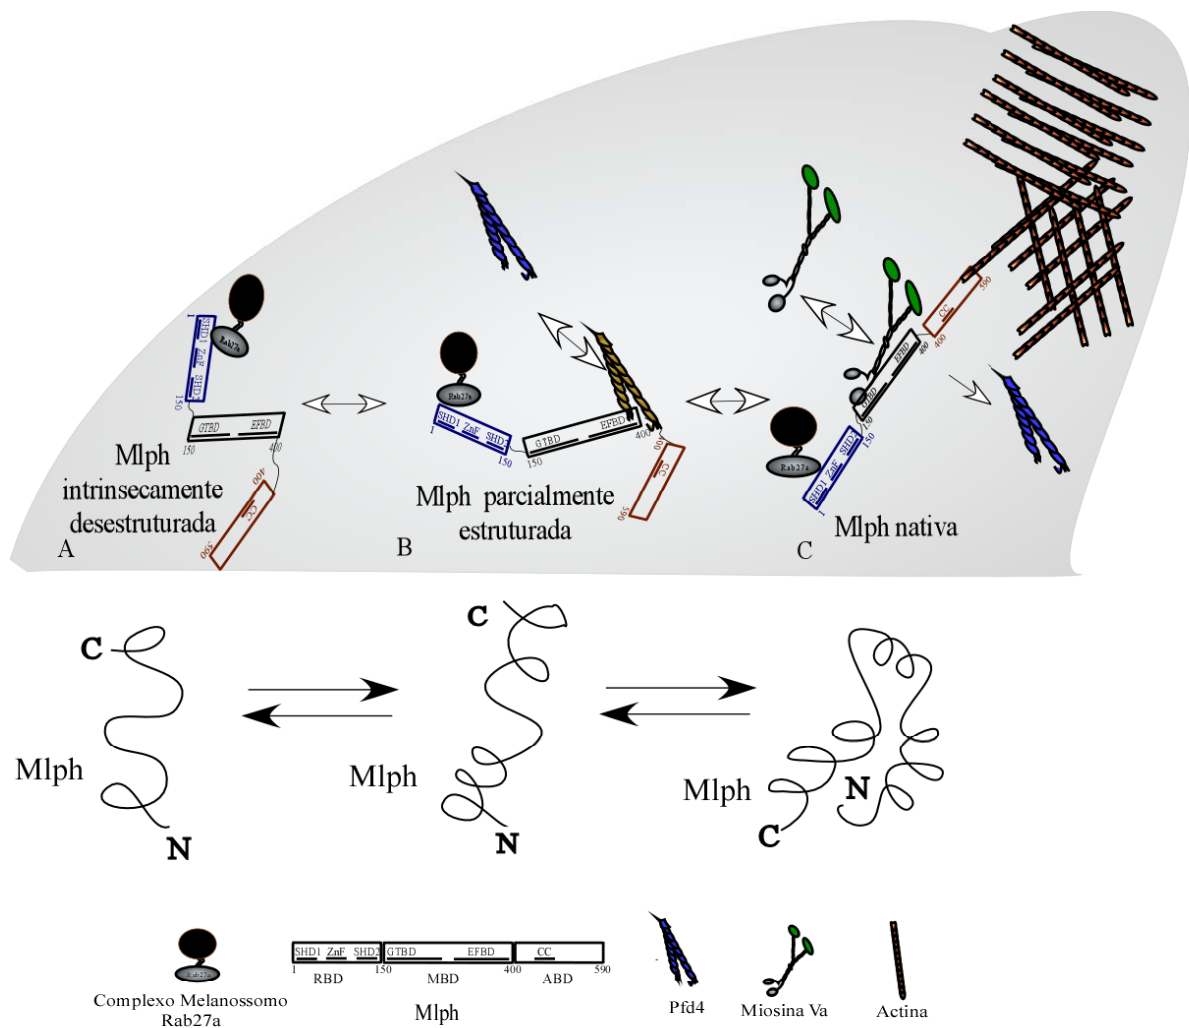 1
SHD1 ZnF SHD2
Rab27a
150
GTBD EFBD
150
400
400
CC
590
Mlph
intrinsecamente
desestruturada
A
Rab27a
SHD1 ZnF SHD2
1
150
GTBD EFBD
150
400
400
CC
590
Mlph parcialmente
estruturada
B
590
CC
400
EFBD
400
GTBD
150
150
Rab27a
SHD1 ZnF SHD2
1
Mlph nativa
C
C
Mlph
N
C
Mlph
N
Mlph
N
C
Rab27a
SHD1 ZnF SHD2 GTBD EFBD CC
1 150 400 590
RBD MBD ABD
Complexo Melanossomo
Rab27a
Mlph
Pfd4
Miosina Va
Actina